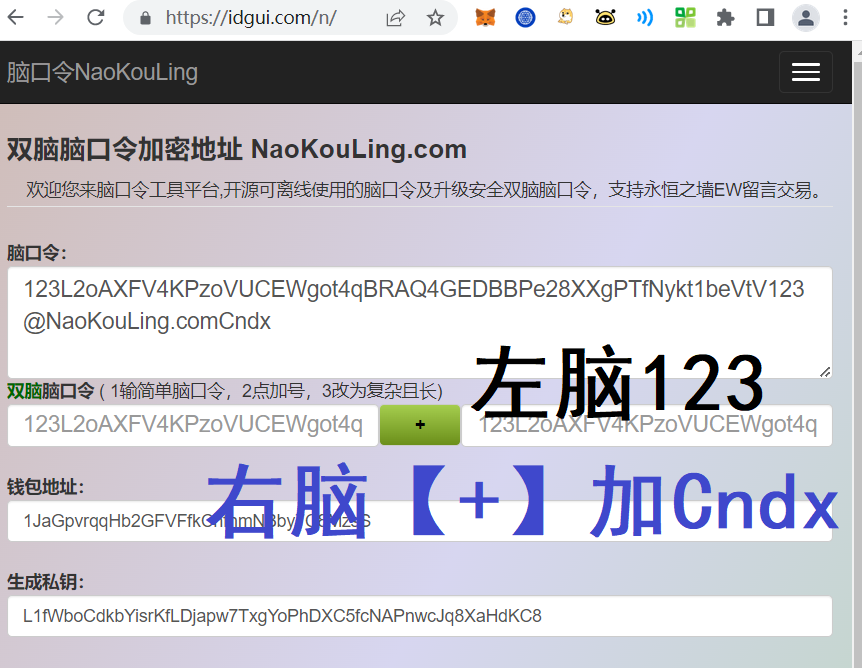 https://idgui.com/n/
脑口令NaoKouLing
双脑脑口令加密地址 NaoKouLing.com
欢迎您来脑口令工具平台,开源可离线使用的脑口令及升级安全双脑脑口令，支持永恒之墙EW留言交易。
脑口令：
123L2oAXFV4KPzoVUCEWgot4qBRAQ4GEDBBPe28XXgPTfNykt1beVtV123
@NaoKouLing.comCndx
左脑123
双脑脑口令 ( 1输简单脑口令，2点加号，3改为复杂且长)
123L2oAXFV4KPzoVUCEWgot4q + 123L2oAXFV4KPzoVUCEWgot4q
右脑【+】加Cndx
钱包地址：
生成私钥：
L1fWboCdkbYisrKfLDjapw7TxgYoPhDXC5fcNAPnwcJq8XaHdKC8